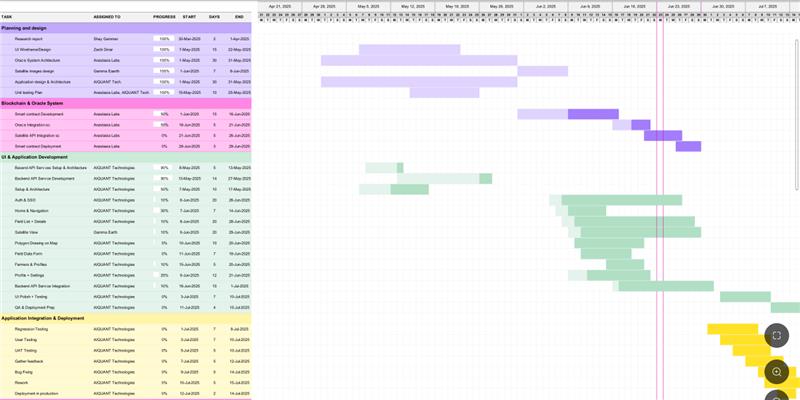 Apr 21, 2025 Apr 28, 2025 May 5, 2025 May 12, 2025 May 19, 2025 May 26, 2025 Jun 2, 2025 Jun 9, 2025 Jun 16, 2025 Jun 23, 2025 Jun 30, 2025 Jul 7, 2025
TASK ASSIGNED TO PROGRESS START DAYS END
Planning and design
Research report Shay Gammer 100% 30-Mar-2025 2 1-Apr-2025
UI Wireframe/Design 100% 7-May-2025 15 22-May-2025
Oracle System Architecture Anastasia Labs 100% 1-May-2025 30 31-May-2025
Satellite images design Gamma Earth 100% 1-Jun-2025 7 8-Jun-2025
Application design & Architecture AIQUANT Tech. 100% 1-May-2025 30 31-May-2025
Unit testing Plan Anastasia Labs, AIQUANT Tech. 100% 15-May-2025 10 25-May-2025
Blockchain & Oracle System
Smart contract Development Anastasia Labs 50% 1-Jun-2025 15 16-Jun-2025
Oracle Integration Anastasia Labs 50% 16-Jun-2025 5 21-Jun-2025
Satellite API Integration Anastasia Labs 0% 21-Jun-2025 5 26-Jun-2025
Smart contract Deployment Anastasia Labs 0% 26-Jun-2025 3 29-Jun-2025
UI & Application Development
Backend API Services Setup & Architecture AIQUANT Technologies 90% 8-May-2025 5 13-May-2025
Backend API Service Development AIQUANT Technologies 90% 13-May-2025 14 27-May-2025
Setup & Architecture AIQUANT Technologies 50% 7-May-2025 10 17-May-2025
Auth & SSO AIQUANT Technologies 10% 6-Jun-2025 20 26-Jun-2025
Home & Navigation AIQUANT Technologies 30% 7-Jun-2025 7 14-Jun-2025
Field List + Details AIQUANT Technologies 10% 8-Jun-2025 20 28-Jun-2025
Satellite View Gamma Earth 10% 9-Jun-2025 20 29-Jun-2025
Polygon Drawing on Map AIQUANT Technologies 0% 10-Jun-2025 10 20-Jun-2025
Field Data Form AIQUANT Technologies 0% 11-Jun-2025 7 18-Jun-2025
Farmers & Profiles AIQUANT Technologies 0% 15-Jun-2025 5 20-Jun-2025
Profile + Settings AIQUANT Technologies 25% 9-Jun-2025 12 21-Jun-2025
Backend API Service Integration AIQUANT Technologies 10% 16-Jun-2025 15 1-Jul-2025
UI Polish + Testing AIQUANT Technologies 0% 3-Jul-2025 7 10-Jul-2025
QA & Deployment Prep AIQUANT Technologies 0% 11-Jul-2025 4 15-Jul-2025
Application Integration & Deployment
Regression Testing AIQUANT Technologies 0% 1-Jul-2025 7 8-Jul-2025
User Testing AIQUANT Technologies 0% 3-Jul-2025 7 10-Jul-2025
UAT Testing AIQUANT Technologies 0% 5-Jul-2025 5 10-Jul-2025
Gather feedback AIQUANT Technologies 0% 7-Jul-2025 5 12-Jul-2025
Bug Fixing AIQUANT Technologies 0% 9-Jul-2025 5 14-Jul-2025
Rework AIQUANT Technologies 0% 10-Jul-2025 5 15-Jul-2025
Deployment in production AIQUANT Technologies 0% 12-Jul-2025 2 14-Jul-2025